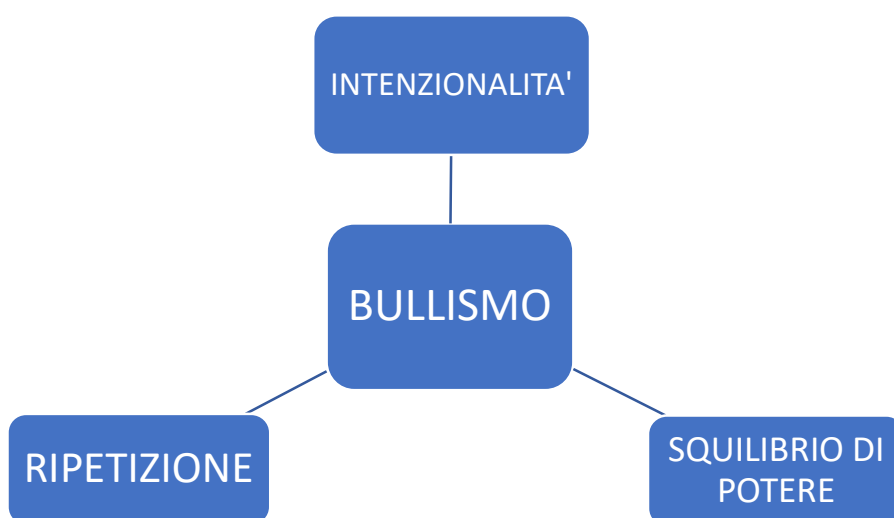 INTENZIONALITA'
BULLISMO
RIPETIZIONE
SQUILIBRIO DI
POTERE